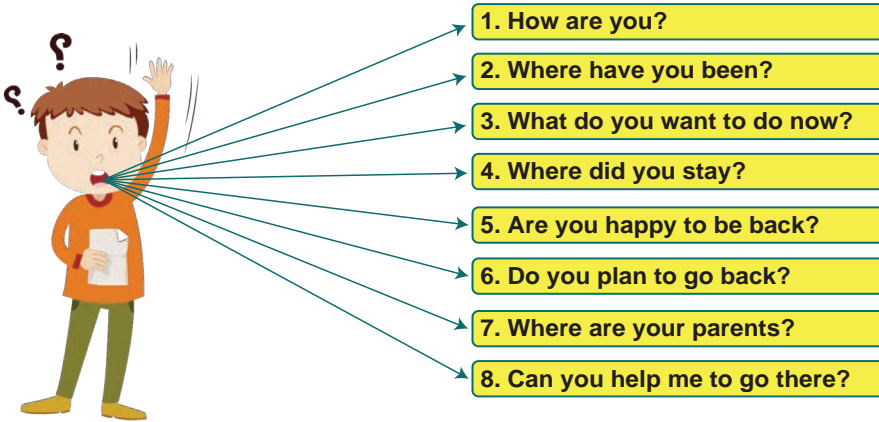 1. How are you?
2. Where have you been?
3. What do you want to do now?
4. Where did you stay?
5. Are you happy to be back?
6. Do you plan to go back?
7. Where are your parents?
8. Can you help me to go there?